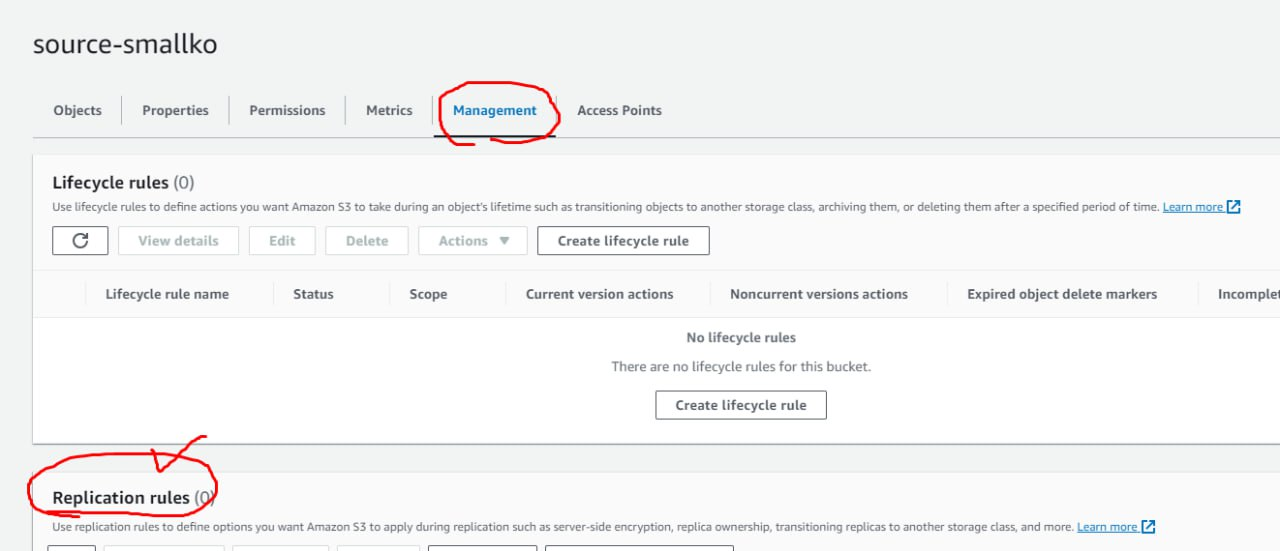 source-smallko
Objects Properties Permissions Metrics Management Access Points
Lifecycle rules (0)
Use lifecycle rules to define actions you want Amazon S3 to take during an object's lifetime such as transitioning objects to another storage class, archiving them, or deleting them after a specified period of time. Learn more
View details Edit Delete Actions Create lifecycle rule
Lifecycle rule name Status Scope Current version actions Noncurrent versions actions Expired object delete markers Incomplet
No lifecycle rules
There are no lifecycle rules for this bucket.
Create lifecycle rule
Replication rules (0)
Use replication rules to define options you want Amazon S3 to apply during replication such as server-side encryption, replica ownership, transitioning replicas to another storage class, and more. Learn more